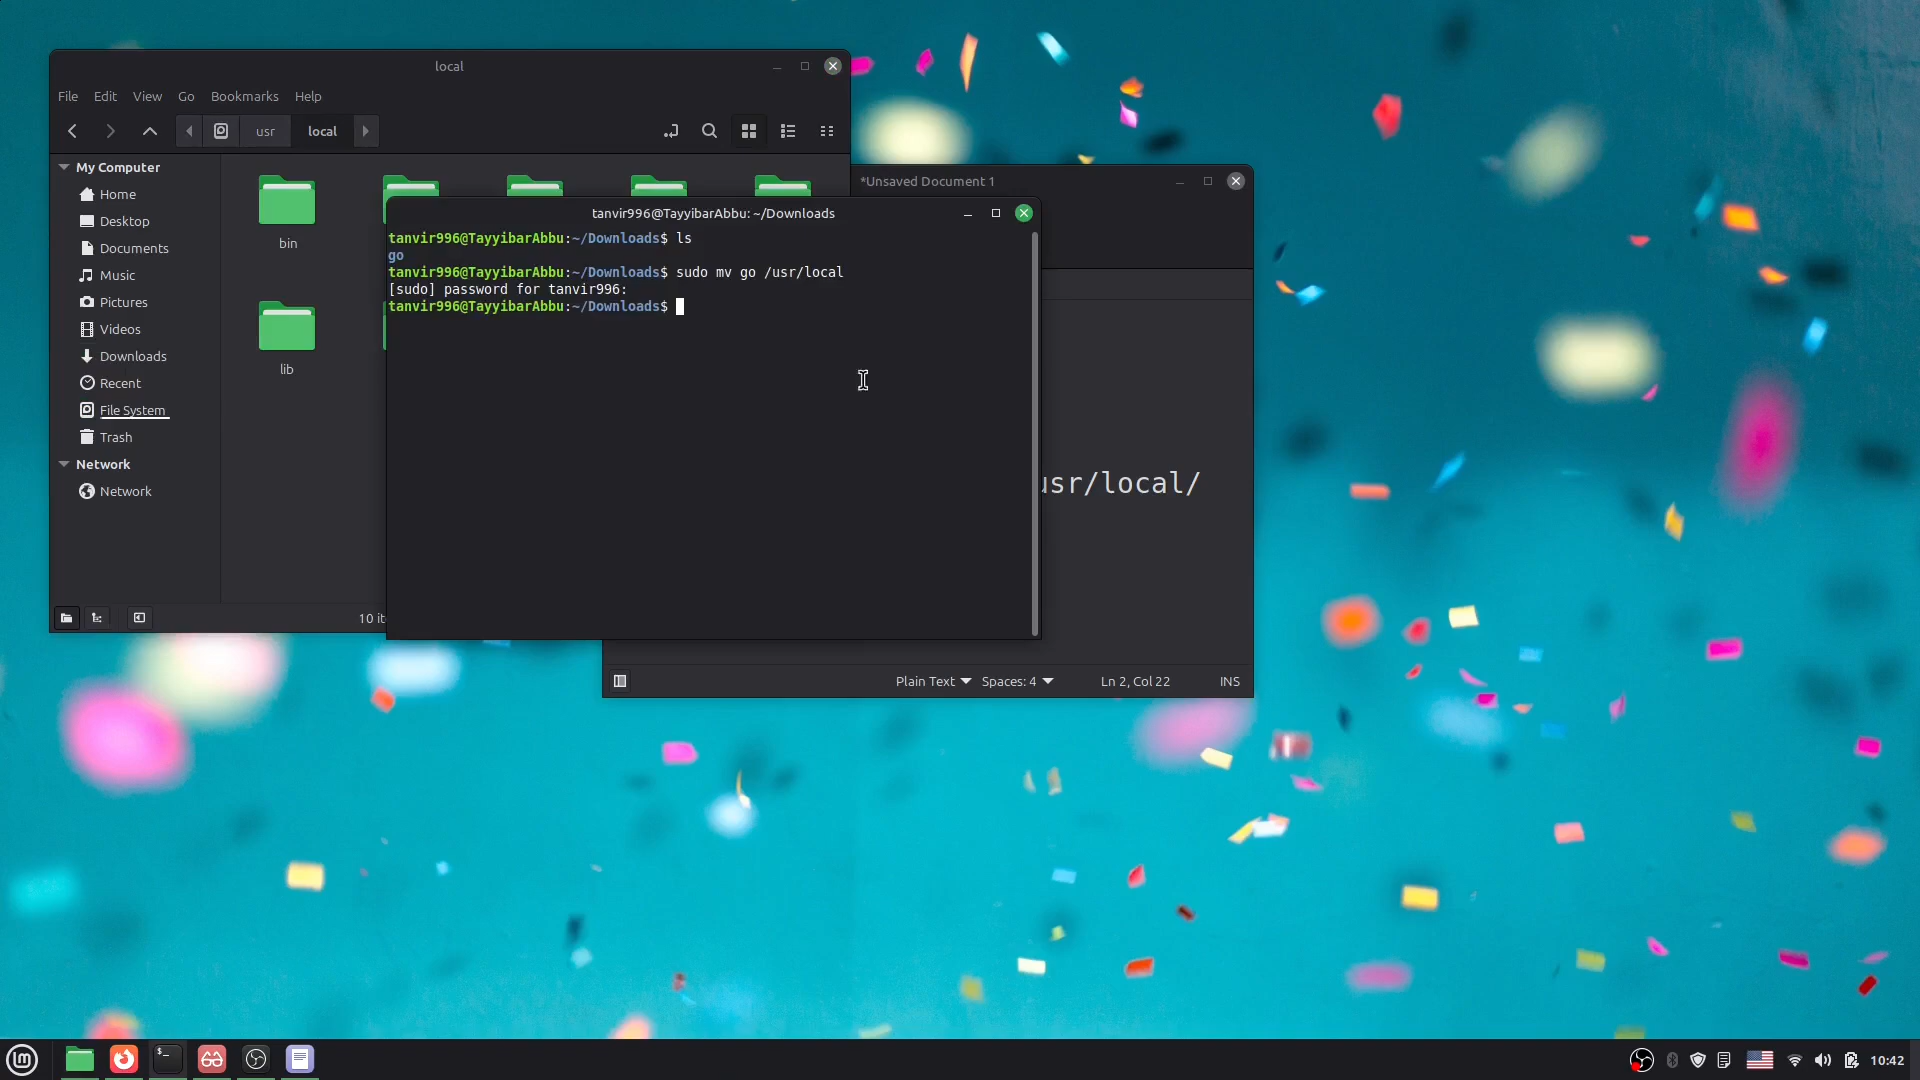 local
File Edit View Go Bookmarks Help
usr local
My Computer
Home
Desktop
Documents
Music
Pictures
Videos
Downloads
Recent
File System
Trash
Network
Network
bin
lib
10 it
*Unsaved Document 1
tanvir996@TayyibarAbbu: ~/Downloads
tanvir996@TayyibarAbbu:~/Downloads$ ls
go
tanvir996@TayyibarAbbu:~/Downloads$ sudo mv go /usr/local
[sudo] password for tanvir996:
tanvir996@TayyibarAbbu:~/Downloads$
usr/local/
Plain Text Spaces: 4 Ln 2, Col 22 INS
10:42